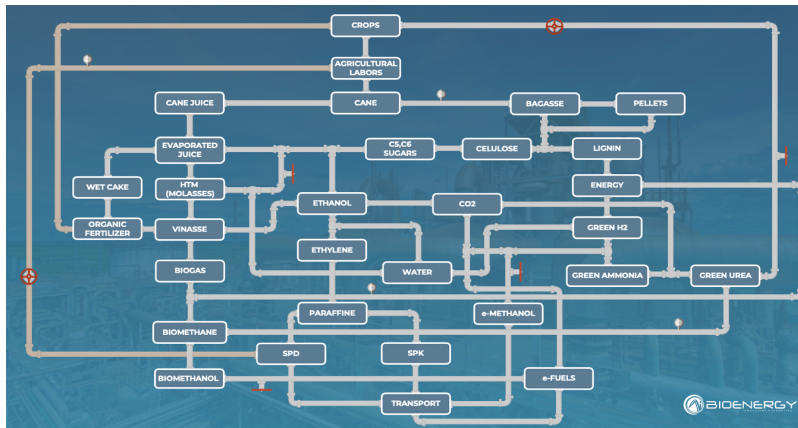 CROPS
AGRICULTURAL
LABORS
CANE JUICE
CANE
BAGASSE
PELLETS
EVAPORATED
JUICE
C5,C6
SUGARS
CELULOSE
LIGNIN
WET CAKE
HTM
(MOLASSES)
ENERGY
ETHANOL
CO2
ORGANIC
FERTILIZER
VINASSE
GREEN H2
ETHYLENE
BIOGAS
WATER
GREEN AMMONIA
GREEN UREA
PARAFFINE
e-METHANOL
BIOMETHANE
SPD
SPK
BIOMETHANOL
e-FUELS
TRANSPORT
BIOENERGY